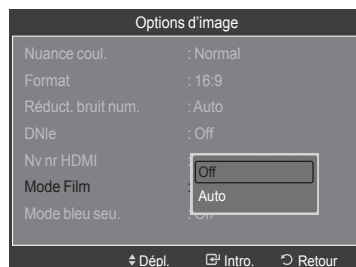 Options d'image
Nuance coul. : Normal
Format : 16:9
Réduct. bruit num. : Auto
DNIe : Off
Nv nr HDMI :
Off
Mode Film :
Auto
Mode bleu seu. : Off
Dépl. Intro. Retour